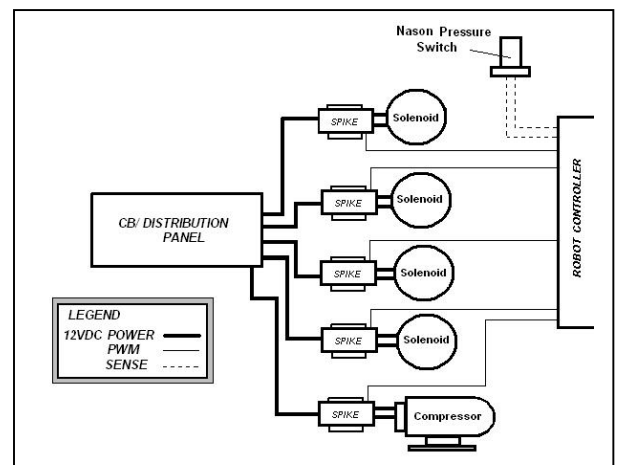 Nason Pressure
Switch
SPIKE
Solenoid
SPIKE
Solenoid
CB/ DISTRIBUTION
PANEL
SPIKE
Solenoid
ROBOT CONTROLLER
LEGEND
12VDC POWER
PWM
SENSE
SPIKE
Solenoid
SPIKE
Compressor